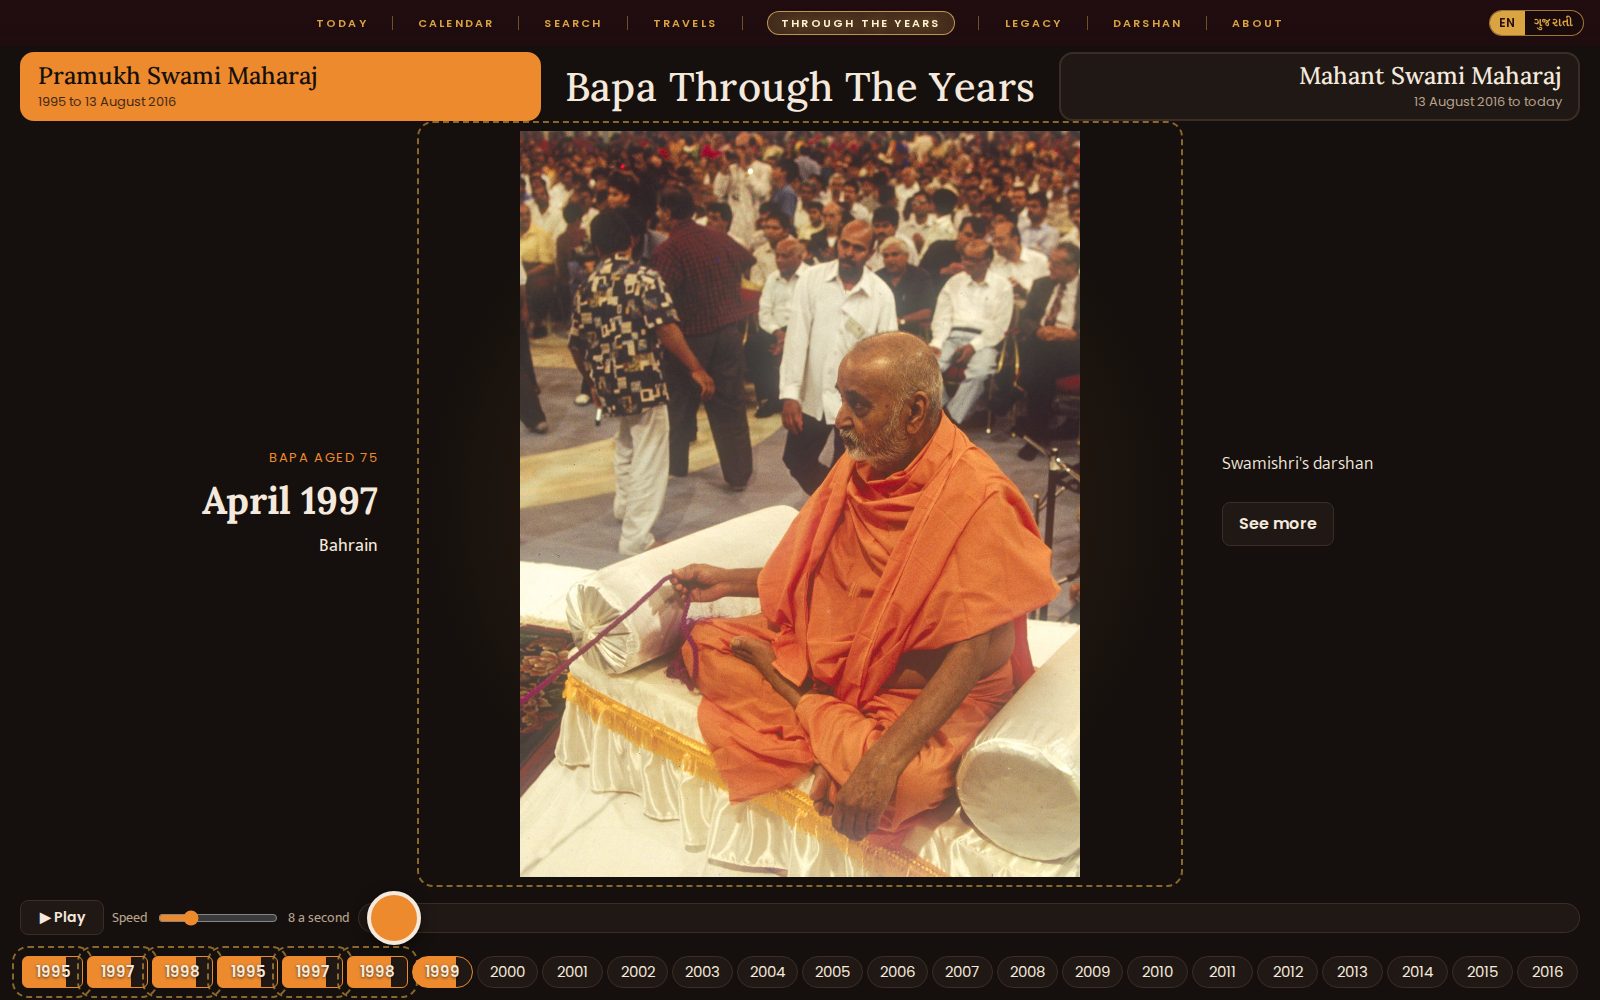 TODAY CALENDAR SEARCH TRAVELS THROUGH THE YEARS LEGACY DARSHAN ABOUT EN ગુજરાતી
Pramukh Swami Maharaj
1995 to 13 August 2016
Bapa Through The Years
Mahant Swami Maharaj
13 August 2016 to today
BAPA AGED 75
April 1997
Bahrain
Swamishri's darshan
See more
▶ Play Speed 8 a second
1995 1997 1998 1995 1997 1998 1999 2000 2001 2002 2003 2004 2005 2006 2007 2008 2009 2010 2011 2012 2013 2014 2015 2016